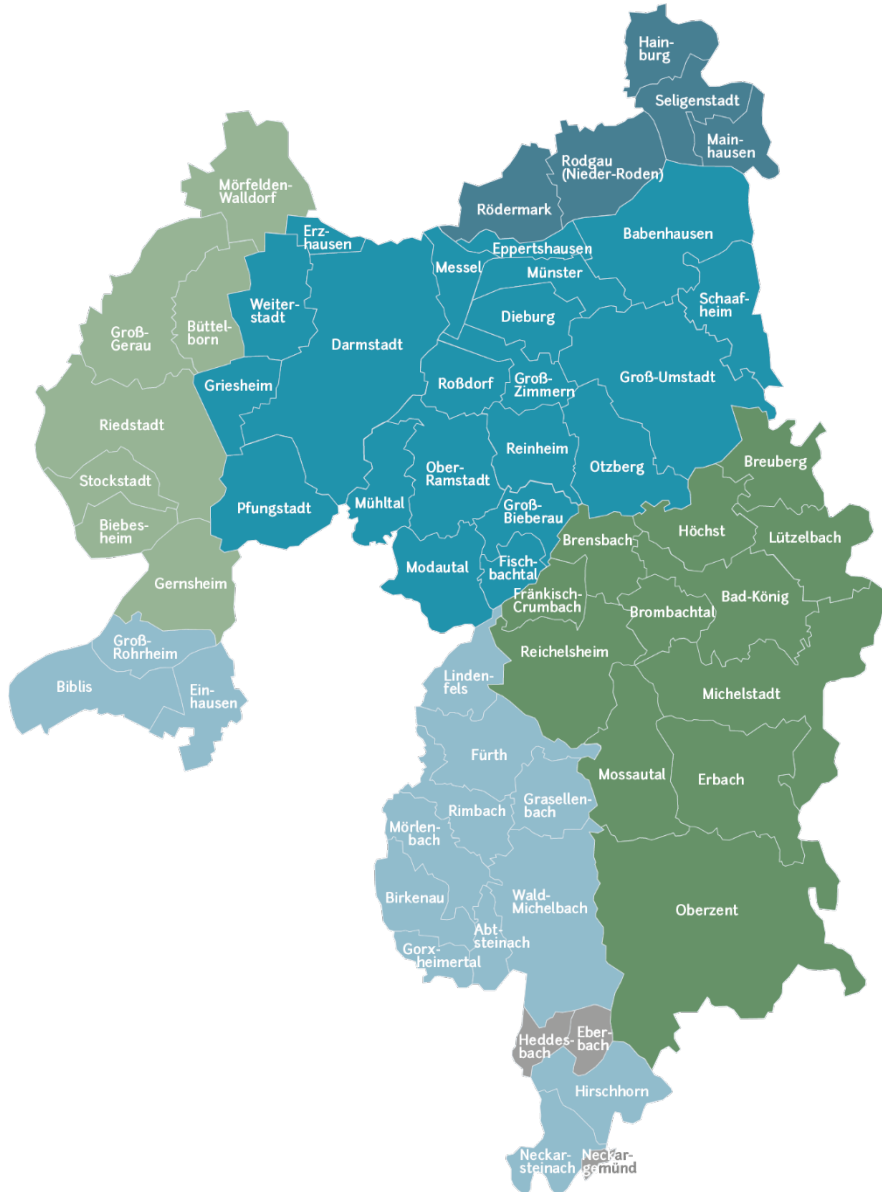 Hain-
burg
Seligenstadt
Main-
hausen
Rodgau
(Nieder-Roden)
Rödermark
Mörfelden-
Walldorf
Erz-
hausen
Babenhausen
Eppertshausen
Messel
Münster
Schaaf-
heim
Weiter-
stadt
Dieburg
Büttel-
born
Groß-
Gerau
Darmstadt
Griesheim
Roßdorf
Groß-
Zimmern
Groß-Umstadt
Riedstadt
Reinheim
Otzberg
Ober-
Ramstadt
Breuberg
Stockstadt
Pfungstadt
Mühltal
Groß-
Bieberau
Biebes-
heim
Höchst
Lützelbach
Brensbach
Modautal
Fisch-
bachtal
Gernsheim
Fränkisch-
Crumbach
Brombachtal
Bad-König
Groß-
Rohrheim
Reichelsheim
Linden-
fels
Biblis
Ein-
hausen
Michelstadt
Fürth
Mossautal
Erbach
Grasellen-
bach
Rimbach
Mörlen-
bach
Birkenau
Wald-
Michelbach
Oberzent
Abt-
steinach
Gorx-
heimertal
Heddes-
bach
Eber-
bach
Hirschhorn
Neckar-
steinach
Neckar-
gemünd